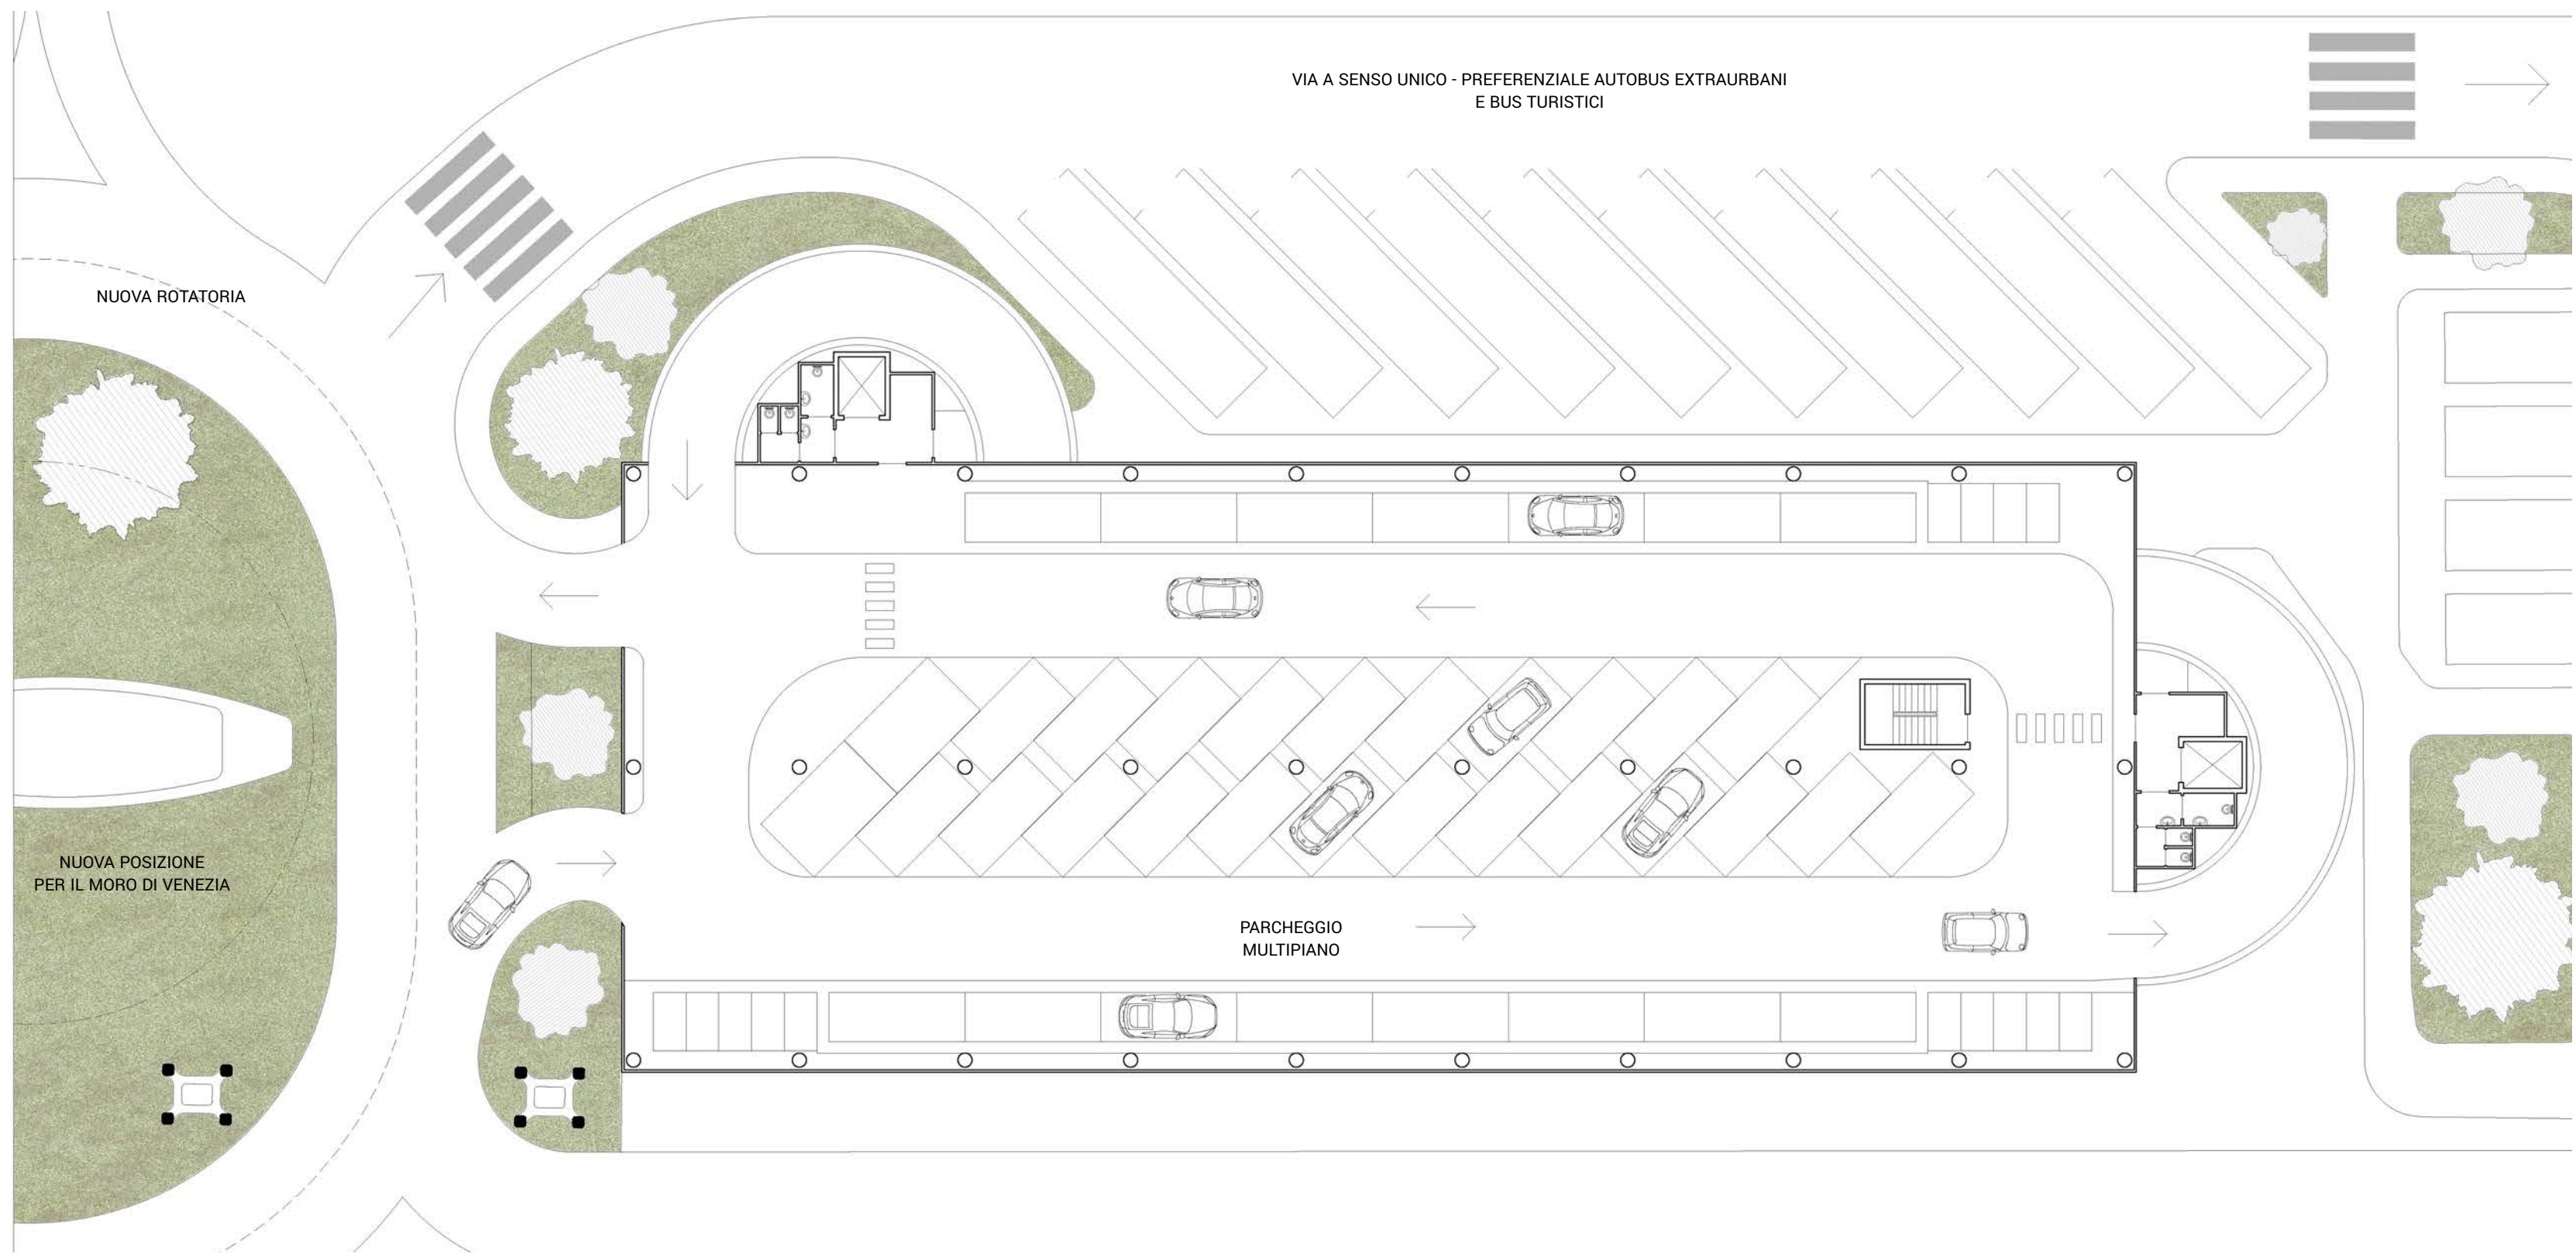 VIA A SENSO UNICO - PREFERENZIALE AUTOBUS EXTRAURBANI
E BUS TURISTICI
NUOVA ROTATORIA
NUOVA POSIZIONE
PER IL MORO DI VENEZIA
PARCHEGGIO
MULTIPIANO